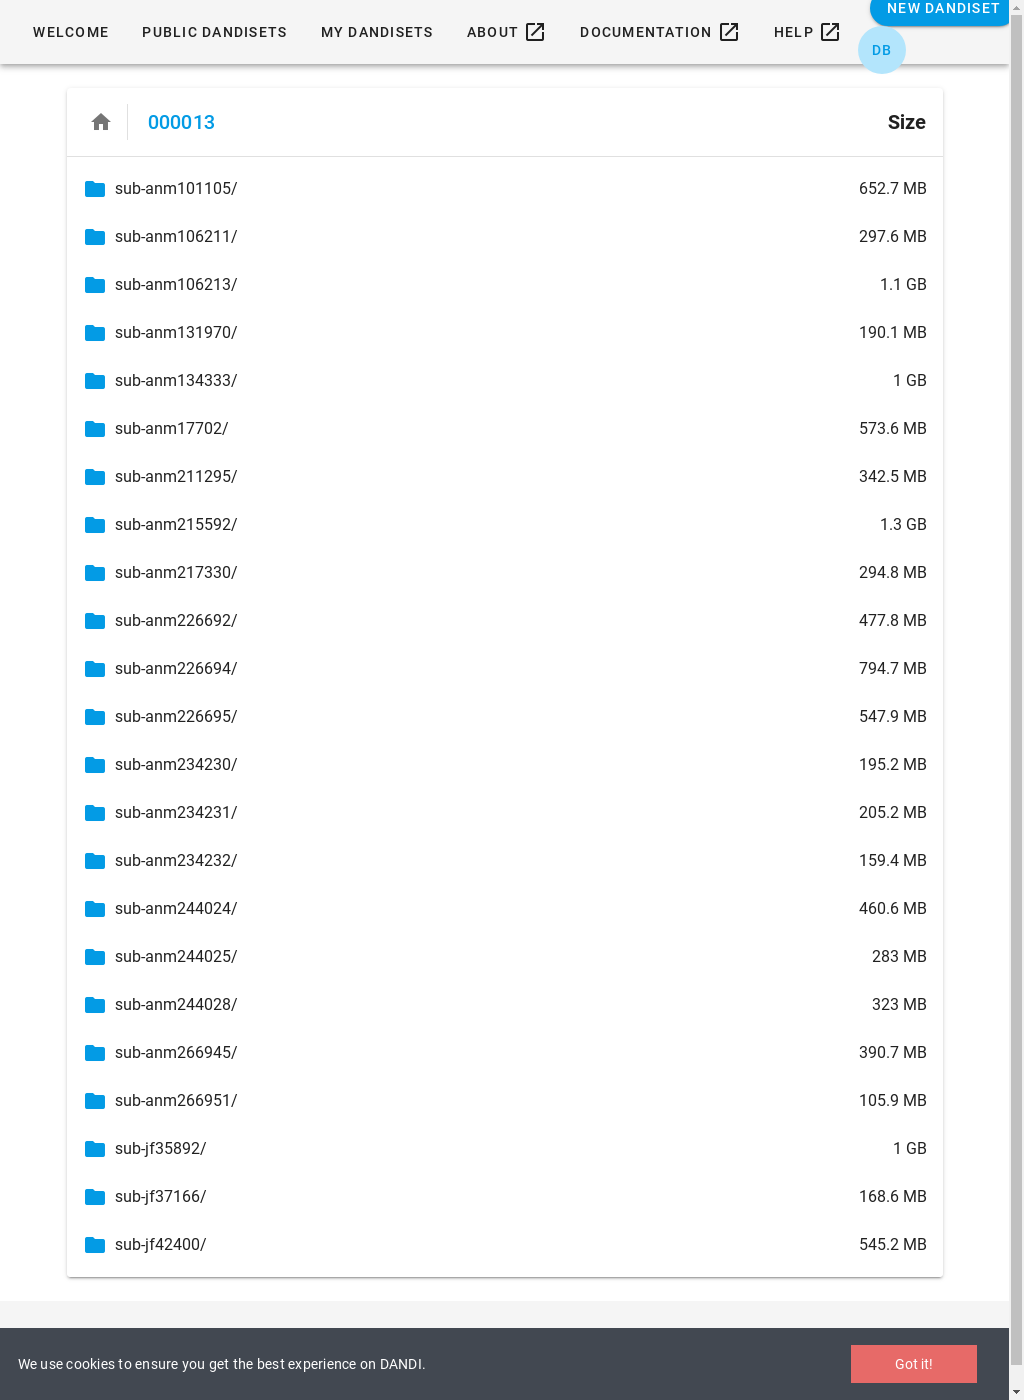 WELCOME PUBLIC DANDISETS MY DANDISETS ABOUT DOCUMENTATION HELP NEW DANDISET
DB
000013 Size
sub-anm101105/ 652.7 MB
sub-anm106211/ 297.6 MB
sub-anm106213/ 1.1 GB
sub-anm131970/ 190.1 MB
sub-anm134333/ 1 GB
sub-anm17702/ 573.6 MB
sub-anm211295/ 342.5 MB
sub-anm215592/ 1.3 GB
sub-anm217330/ 294.8 MB
sub-anm226692/ 477.8 MB
sub-anm226694/ 794.7 MB
sub-anm226695/ 547.9 MB
sub-anm234230/ 195.2 MB
sub-anm234231/ 205.2 MB
sub-anm234232/ 159.4 MB
sub-anm244024/ 460.6 MB
sub-anm244025/ 283 MB
sub-anm244028/ 323 MB
sub-anm266945/ 390.7 MB
sub-anm266951/ 105.9 MB
sub-jf35892/ 1 GB
sub-jf37166/ 168.6 MB
sub-jf42400/ 545.2 MB
We use cookies to ensure you get the best experience on DANDI. Got it!